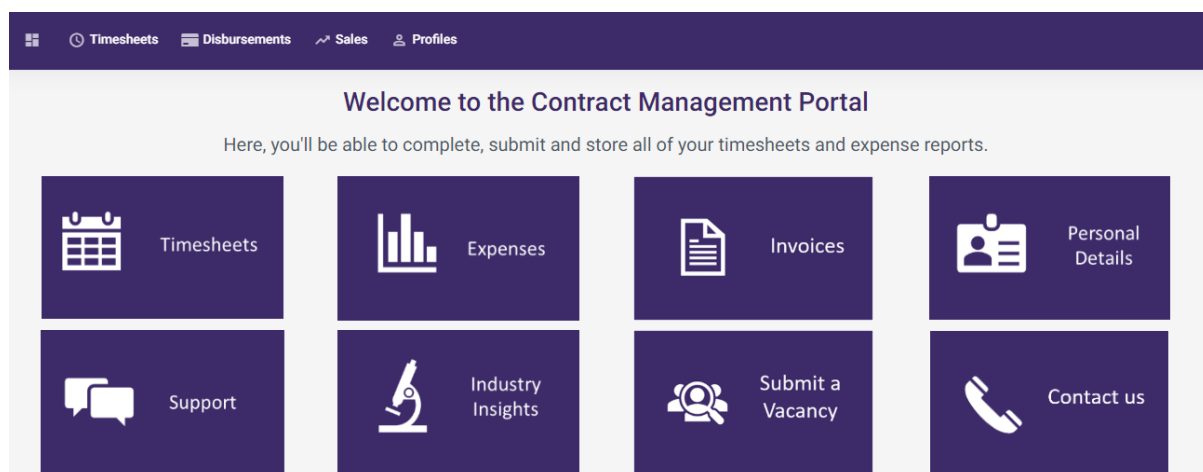 Timesheets Disbursements Sales Profiles
Welcome to the Contract Management Portal
Here, you'll be able to complete, submit and store all of your timesheets and expense reports.
Timesheets
Expenses
Invoices
Personal
Details
Support
Industry
Insights
Submit a
Vacancy
Contact us